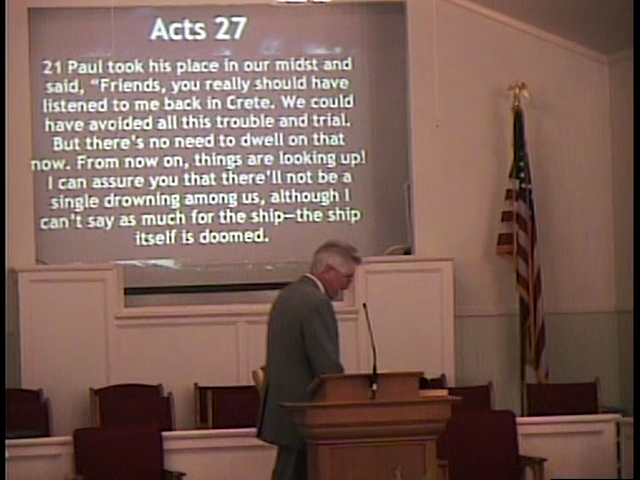 Acts 27
21 Paul took his place in our midst and
said, “Friends, you really should have
listened to me back in Crete. We could
have avoided all this trouble and trial.
But there’s no need to dwell on that
now. From now on, things are looking up!
I can assure you that there’ll not be a
single drowning among us, although I
can’t say as much for the ship—the ship
itself is doomed.